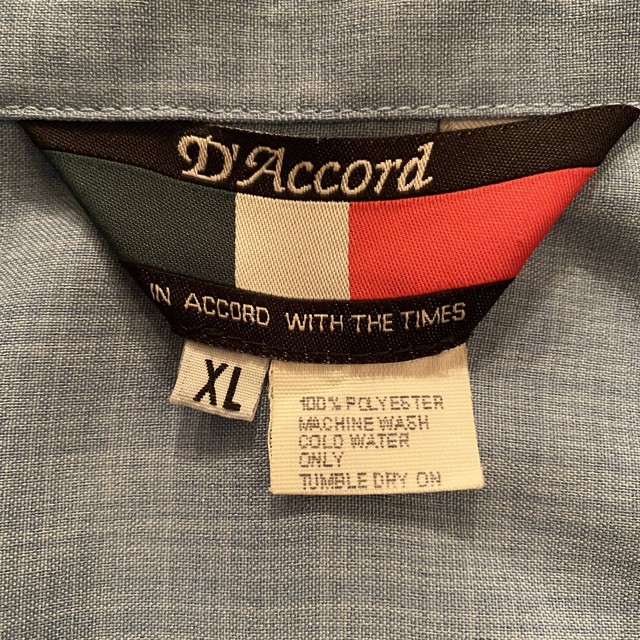 D'Accord
IN ACCORD WITH THE TIMES
XL
100% POLYESTER
MACHINE WASH
COLD WATER
ONLY
TUMBLE DRY ON